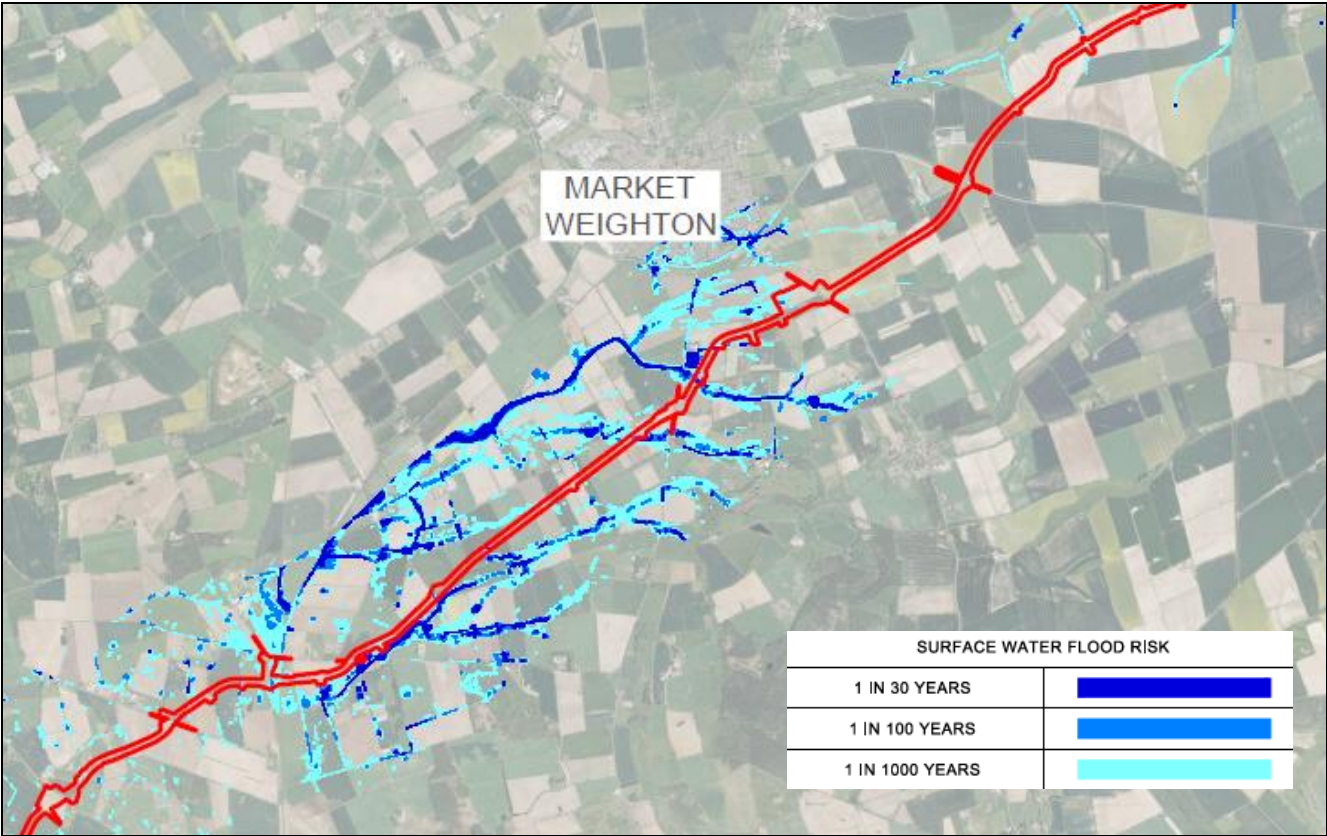 MARKET
WEIGHTON
SURFACE WATER FLOOD RISK
1 IN 30 YEARS
1 IN 100 YEARS
1 IN 1000 YEARS